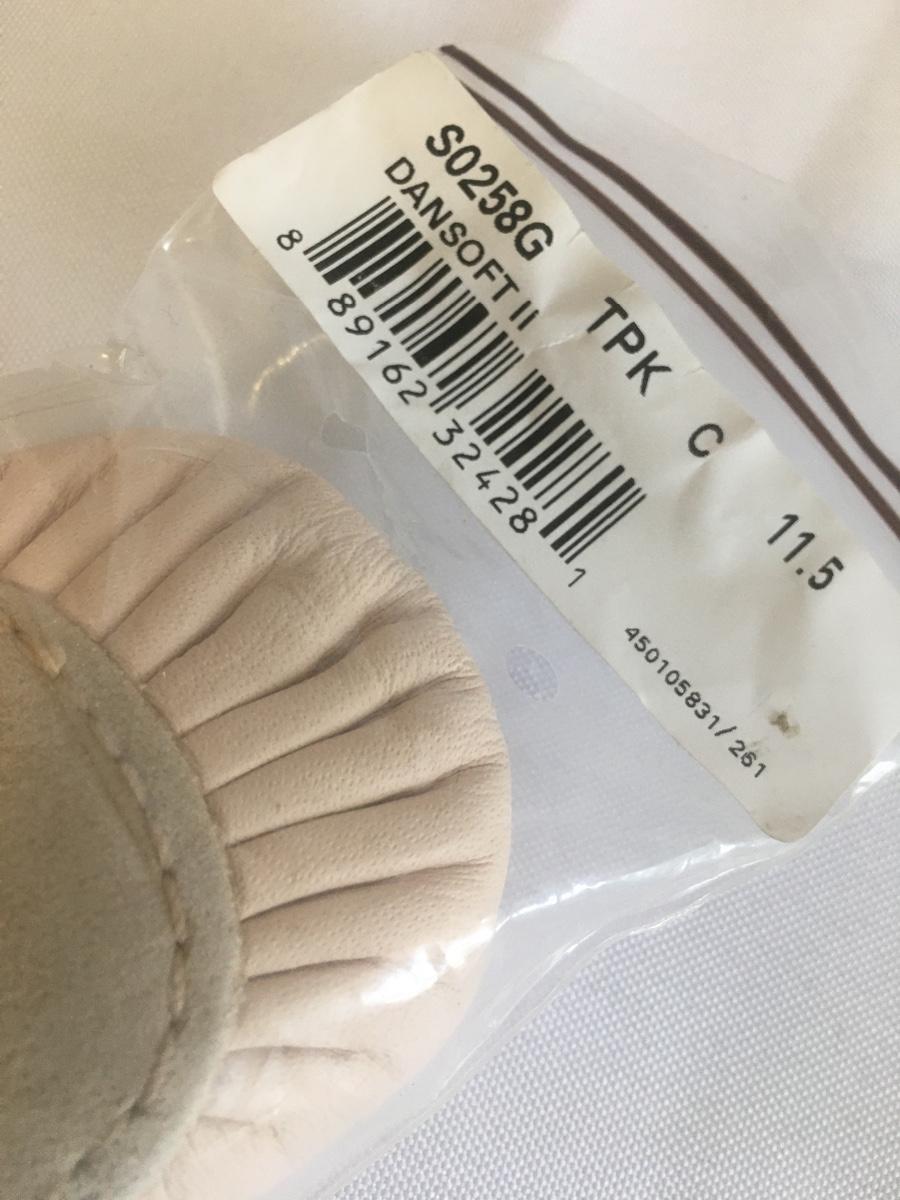 S0258G TPK C 11.5
DANSOFT II
8 89162 32428 1
450105831/261